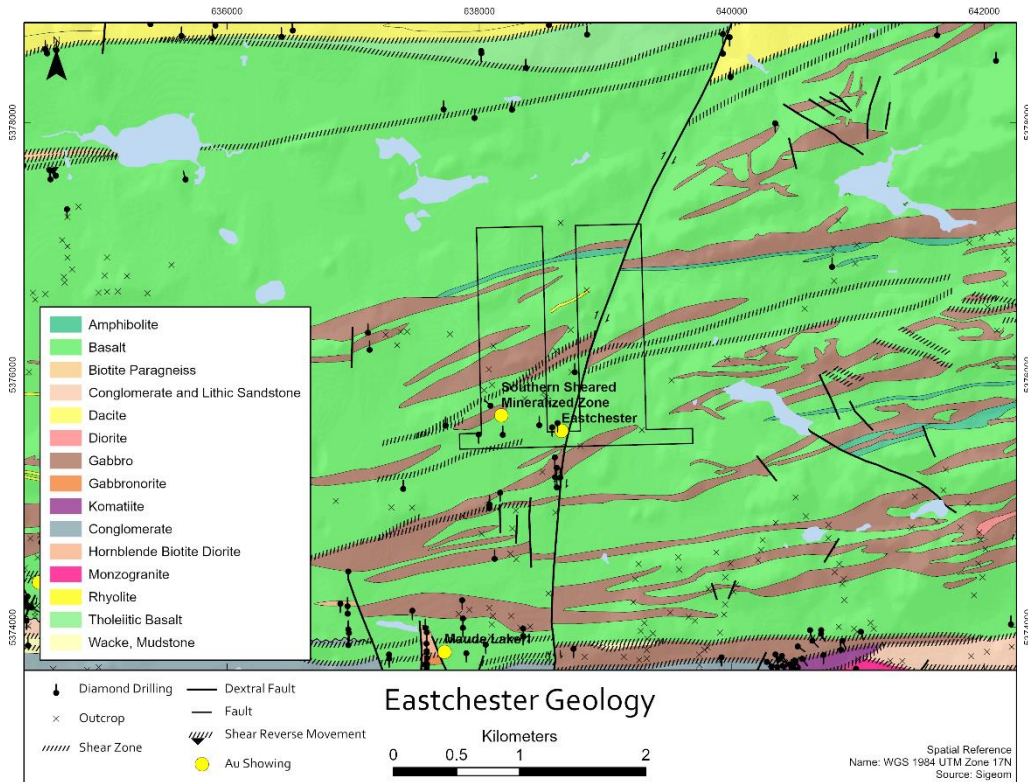 636000
638000
640000
642000
5378000
5378000
5376000
Southern Sheared
Mineralized Zone
Eastchester
5374000
5374000
Maude Lake
Amphibolite
Basalt
Biotite Paragneiss
Conglomerate and Lithic Sandstone
Dacite
Diorite
Gabbro
Gabbronorite
Komatiite
Conglomerate
Hornblende Biotite Diorite
Monzogranite
Rhyolite
Tholeiitic Basalt
Wacke, Mudstone
Diamond Drilling
Outcrop
Shear Zone
Dextral Fault
Fault
Shear Reverse Movement
Au Showing
Eastchester Geology
Kilometers
0 0.5 1 2
Spatial Reference
Name: WGS 1984 UTM Zone 17N
Source: Sigeom